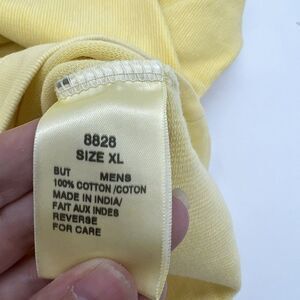 8828
SIZE XL
BUT MENS
100% COTTON /COTON
MADE IN INDIA/
FAIT AUX INDES
REVERSE
FOR CARE